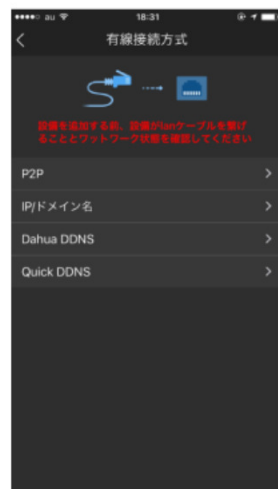 au 18:31
有線接続方式
設備を追加する前、設備がlanケーブルを繋げ
ることとワットワーク状態を確認してください
P2P
IP/ドメイン名
Dahua DDNS
Quick DDNS